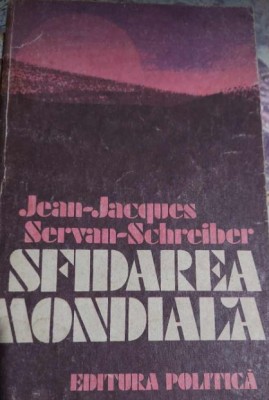 Jean-Jacques
Servan-Schreiber
SFIDAREA
MONDIALĂ
EDITURA POLITICĂ